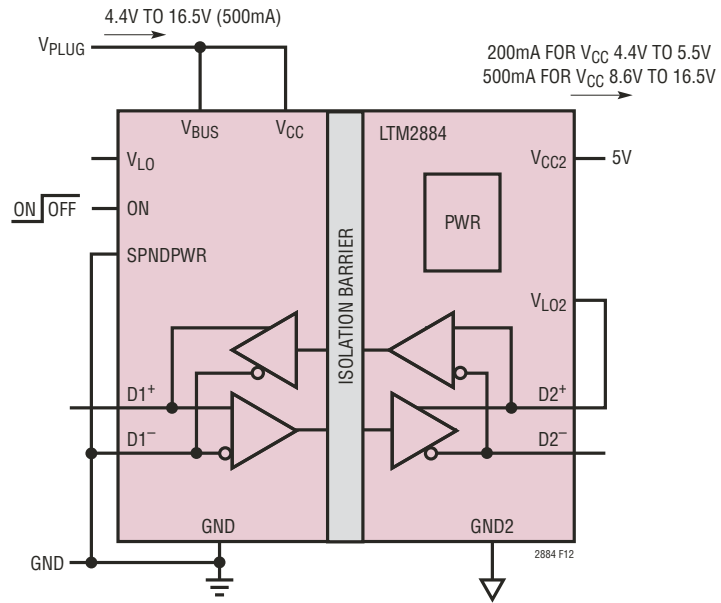 4.4V TO 16.5V (500mA)
VPLUG
200mA FOR VCC 4.4V TO 5.5V
500mA FOR VCC 8.6V TO 16.5V
VBUS
VCC
LTM2884
VLO
VCC2
5V
ON OFF
ON
PWR
SPNDPWR
ISOLATION BARRIER
VLO2
D1+
D2+
D1−
D2−
GND
GND2
2884 F12
GND